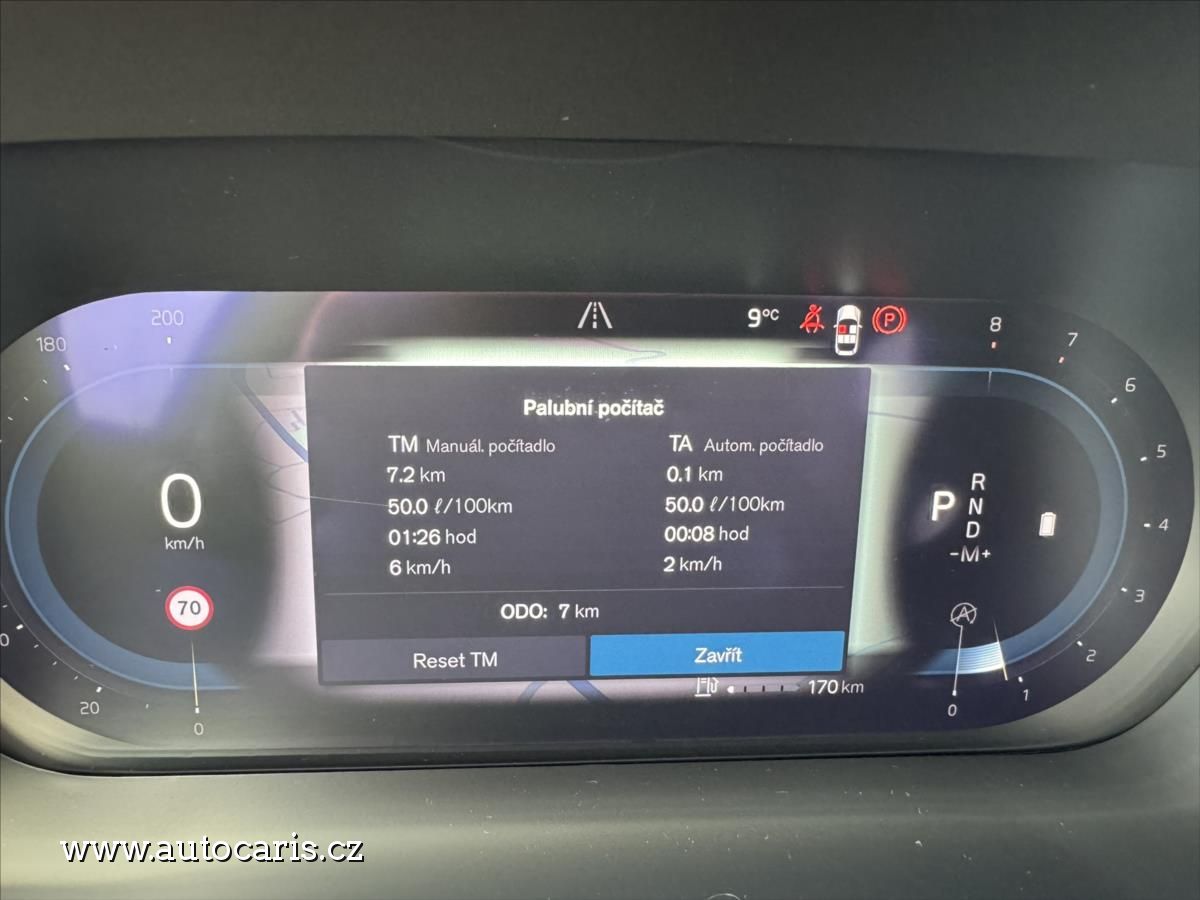 200
180
9°C
P
8
7
6
5
4
3
2
1
0
Palubní počítač
TM Manuál. počítadlo
7.2 km
50.0 ℓ/100km
01:26 hod
6 km/h
TA Autom. počítadlo
0.1 km
50.0 ℓ/100km
00:08 hod
2 km/h
ODO: 7 km
Reset TM
Zavřít
0
km/h
70
P
R
N
D
-M+
A
170 km
20
0
www.autocaris.cz